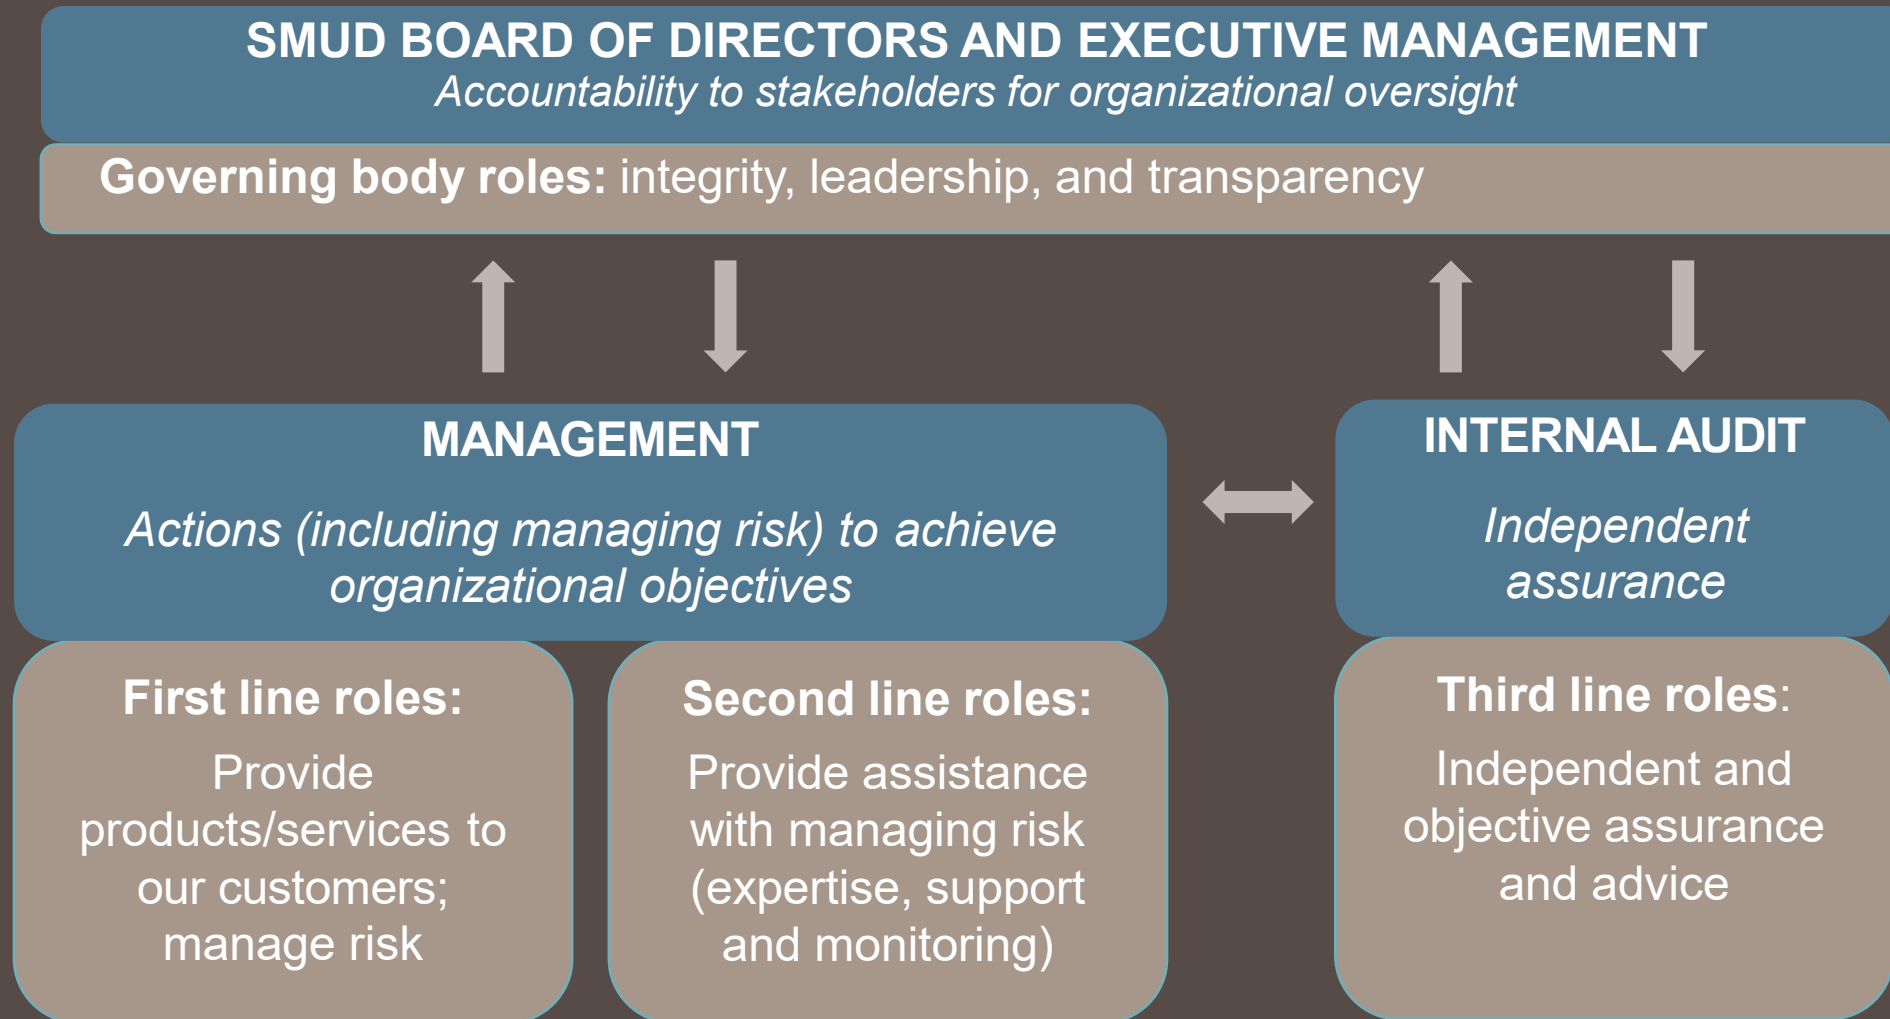 SMUD BOARD OF DIRECTORS AND EXECUTIVE MANAGEMENT
Accountability to stakeholders for organizational oversight
Governing body roles: integrity, leadership, and transparency
MANAGEMENT
Actions (including managing risk) to achieve
organizational objectives
INTERNAL AUDIT
Independent
assurance
First line roles:
Provide
products/services to
our customers;
manage risk
Second line roles:
Provide assistance
with managing risk
(expertise, support
and monitoring)
Third line roles:
Independent and
objective assurance
and advice